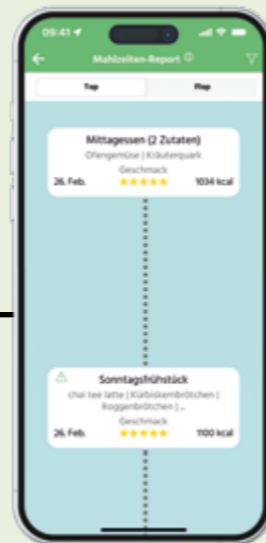 09:41
Mahlzeiten-Report
Top Flop
Mittagessen (2 Zutaten)
Ofengemüse | Kräuterquark
Geschmack
26. Feb. 1034 kcal
Sonntagsfrühstück
chai tee latte | Kürbiskernbrötchen |
Roggenbrötchen | ...
Geschmack
26. Feb. 1100 kcal